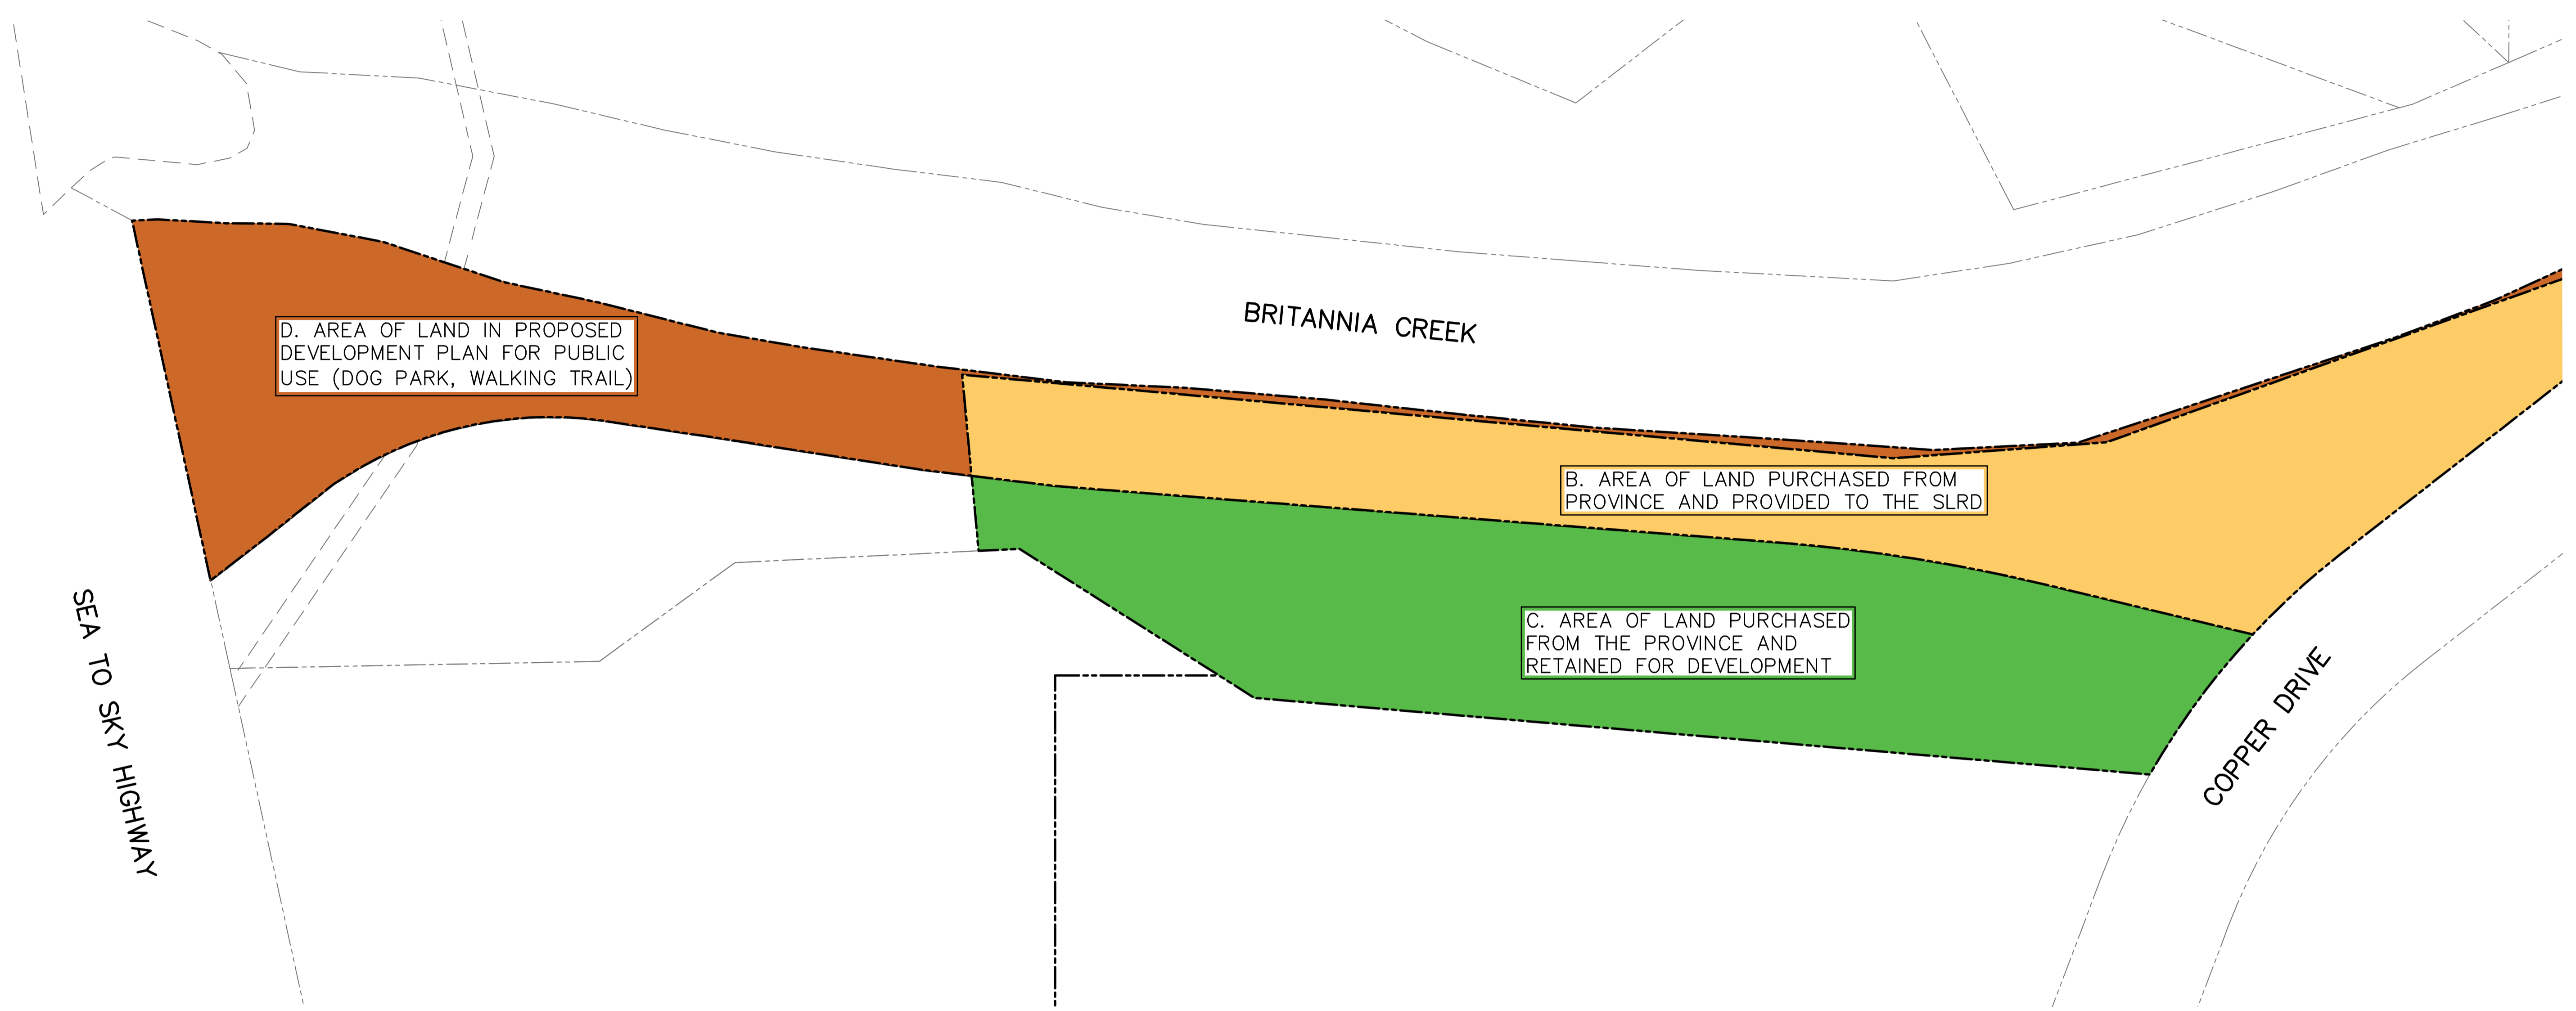 BRITANNIA CREEK
D. AREA OF LAND IN PROPOSED
DEVELOPMENT PLAN FOR PUBLIC
USE (DOG PARK, WALKING TRAIL)
B. AREA OF LAND PURCHASED FROM
PROVINCE AND PROVIDED TO THE SLRD
C. AREA OF LAND PURCHASED
FROM THE PROVINCE AND
RETAINED FOR DEVELOPMENT
SEA TO SKY HIGHWAY
COPPER DRIVE